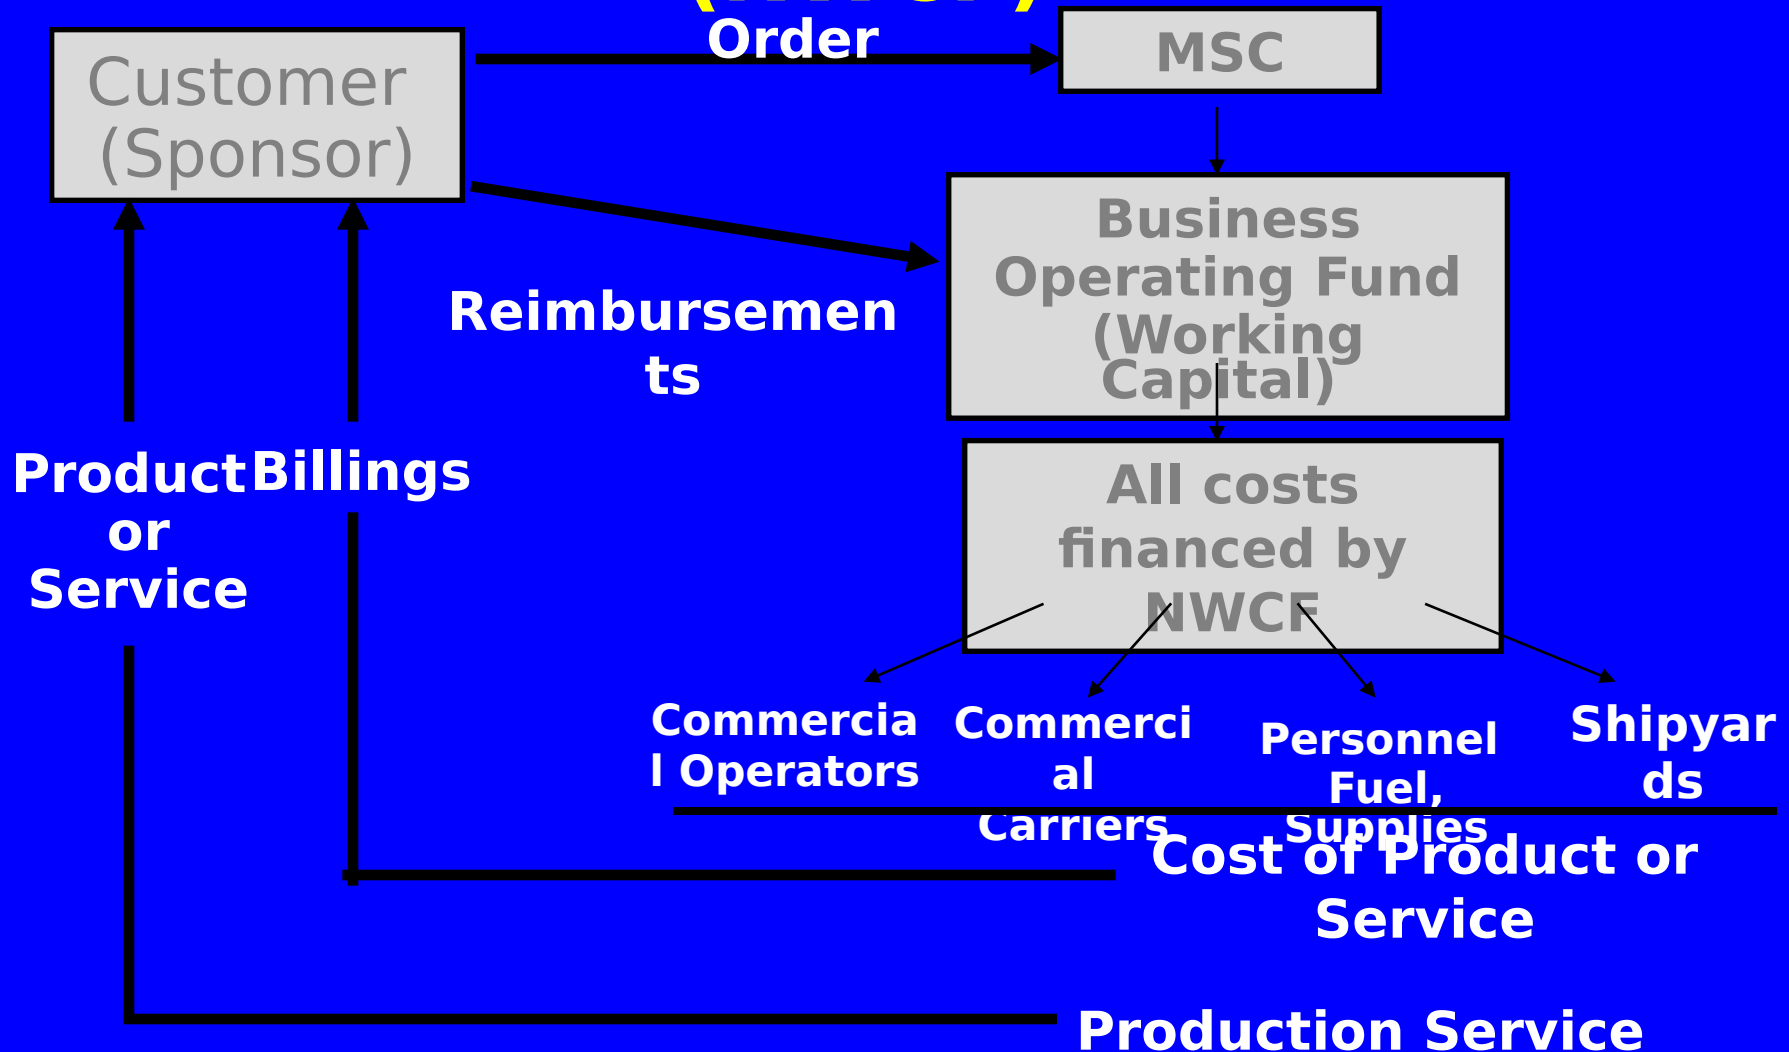 Order
MSC
Customer
(Sponsor)
Business
Operating Fund
(Working
Capital)
Reimbursemen
ts
Product
or
Service
Billings
All costs
financed by
NWCF
Commercia
l Operators
Commerci
al
Carriers
Personnel
Fuel,
Supplies
Shipyar
ds
Cost of Product or
Service
Production Service